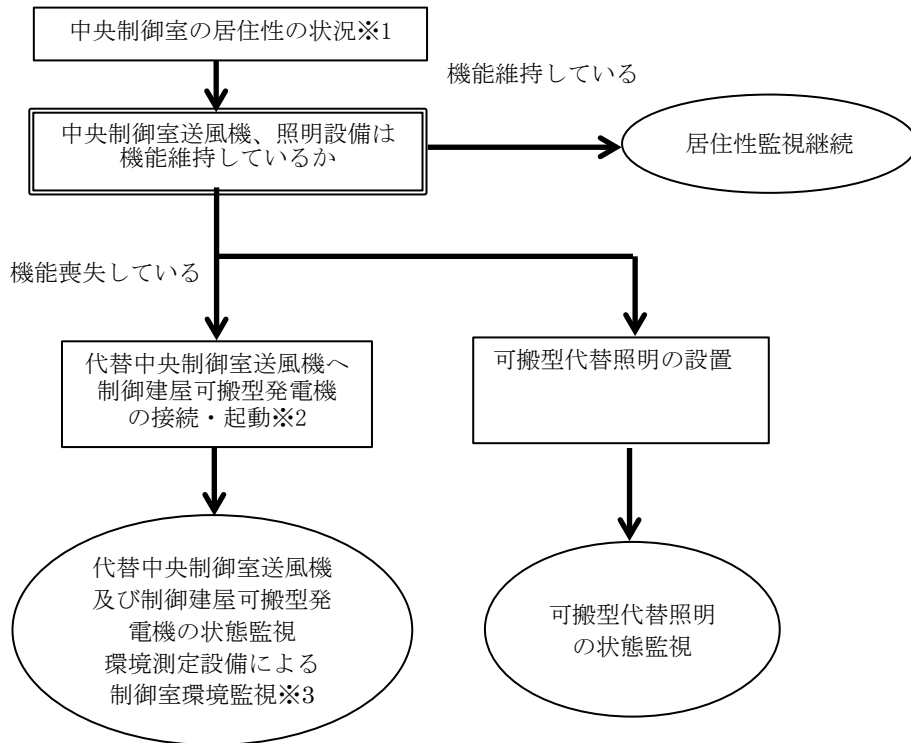 中央制御室の居住性の状況※1
機能維持している
中央制御室送風機、照明設備は
機能維持しているか
居住性監視継続
機能喪失している
代替中央制御室送風機へ
制御建屋可搬型発電機
の接続・起動※2
可搬型代替照明の設置
代替中央制御室送風機
及び制御建屋可搬型発
電機の状態監視
環境測定設備による
制御室環境監視※3
可搬型代替照明
の状態監視